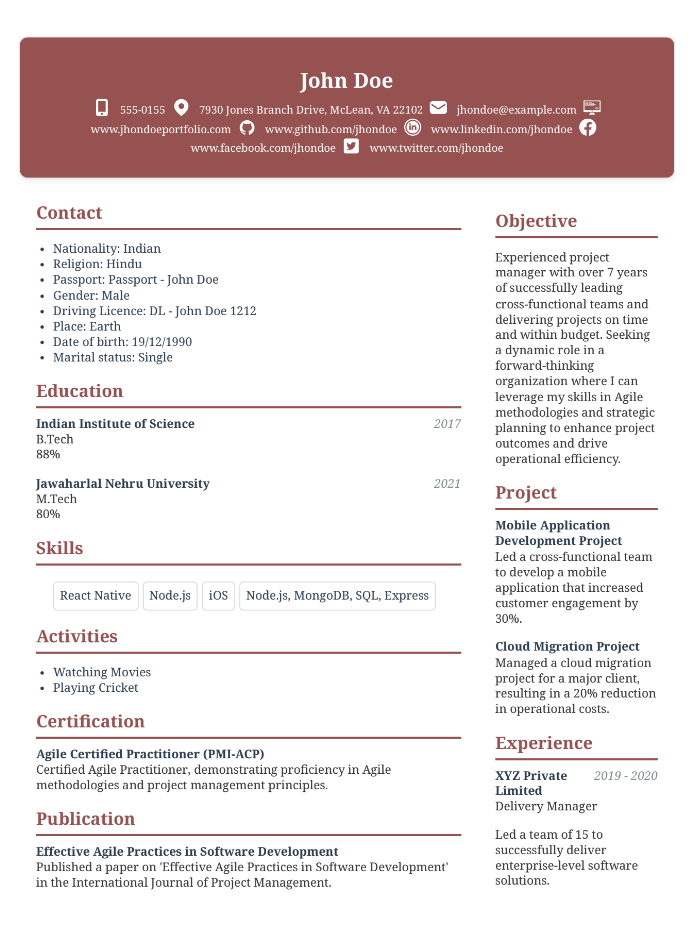 John Doe
555-0155 7930 Jones Branch Drive, McLean, VA 22102 jhondoe@example.com
www.jhondoeportfolio.com www.github.com/jhondoe www.linkedin.com/jhondoe
www.facebook.com/jhondoe www.twitter.com/jhondoe
Contact
• Nationality: Indian
• Religion: Hindu
• Passport: Passport - John Doe
• Gender: Male
• Driving Licence: DL - John Doe 1212
• Place: Earth
• Date of birth: 19/12/1990
• Marital status: Single
Education
Indian Institute of Science 2017
B.Tech
88%
Jawaharlal Nehru University 2021
M.Tech
80%
Skills
React Native Node.js iOS Node.js, MongoDB, SQL, Express
Activities
• Watching Movies
• Playing Cricket
Certification
Agile Certified Practitioner (PMI-ACP)
Certified Agile Practitioner, demonstrating proficiency in Agile
methodologies and project management principles.
Publication
Effective Agile Practices in Software Development
Published a paper on 'Effective Agile Practices in Software Development'
in the International Journal of Project Management.
Objective
Experienced project
manager with over 7 years
of successfully leading
cross-functional teams and
delivering projects on time
and within budget. Seeking
a dynamic role in a
forward-thinking
organization where I can
leverage my skills in Agile
methodologies and strategic
planning to enhance project
outcomes and drive
operational efficiency.
Project
Mobile Application
Development Project
Led a cross-functional team
to develop a mobile
application that increased
customer engagement by
30%.
Cloud Migration Project
Managed a cloud migration
project for a major client,
resulting in a 20% reduction
in operational costs.
Experience
XYZ Private 2019 - 2020
Limited
Delivery Manager
Led a team of 15 to
successfully deliver
enterprise-level software
solutions.